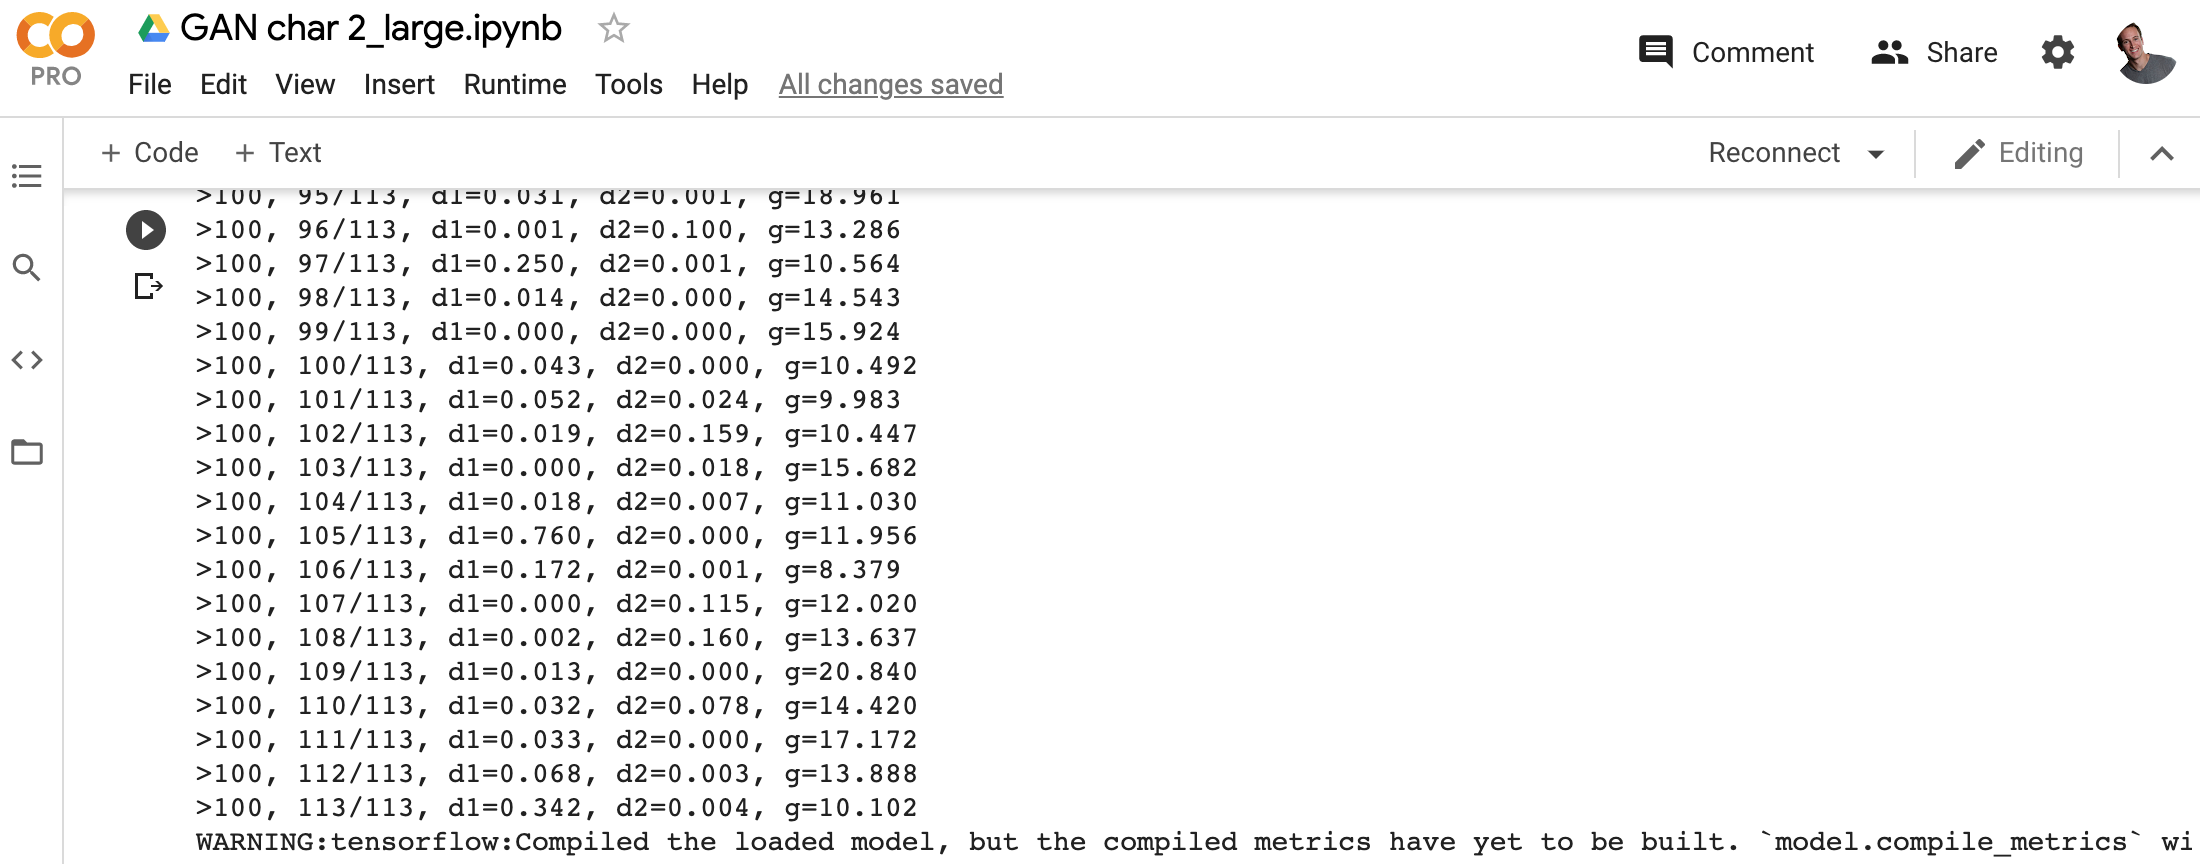 GAN char 2_large.ipynb
PRO
File Edit View Insert Runtime Tools Help All changes saved
Comment Share
+ Code + Text Reconnect Editing
>100, 95/113, d1=0.031, d2=0.001, g=18.961
>100, 96/113, d1=0.001, d2=0.100, g=13.286
>100, 97/113, d1=0.250, d2=0.001, g=10.564
>100, 98/113, d1=0.014, d2=0.000, g=14.543
>100, 99/113, d1=0.000, d2=0.000, g=15.924
>100, 100/113, d1=0.043, d2=0.000, g=10.492
>100, 101/113, d1=0.052, d2=0.024, g=9.983
>100, 102/113, d1=0.019, d2=0.159, g=10.447
>100, 103/113, d1=0.000, d2=0.018, g=15.682
>100, 104/113, d1=0.018, d2=0.007, g=11.030
>100, 105/113, d1=0.760, d2=0.000, g=11.956
>100, 106/113, d1=0.172, d2=0.001, g=8.379
>100, 107/113, d1=0.000, d2=0.115, g=12.020
>100, 108/113, d1=0.002, d2=0.160, g=13.637
>100, 109/113, d1=0.013, d2=0.000, g=20.840
>100, 110/113, d1=0.032, d2=0.078, g=14.420
>100, 111/113, d1=0.033, d2=0.000, g=17.172
>100, 112/113, d1=0.068, d2=0.003, g=13.888
>100, 113/113, d1=0.342, d2=0.004, g=10.102
WARNING:tensorflow:Compiled the loaded model, but the compiled metrics have yet to be built. `model.compile_metrics` wi